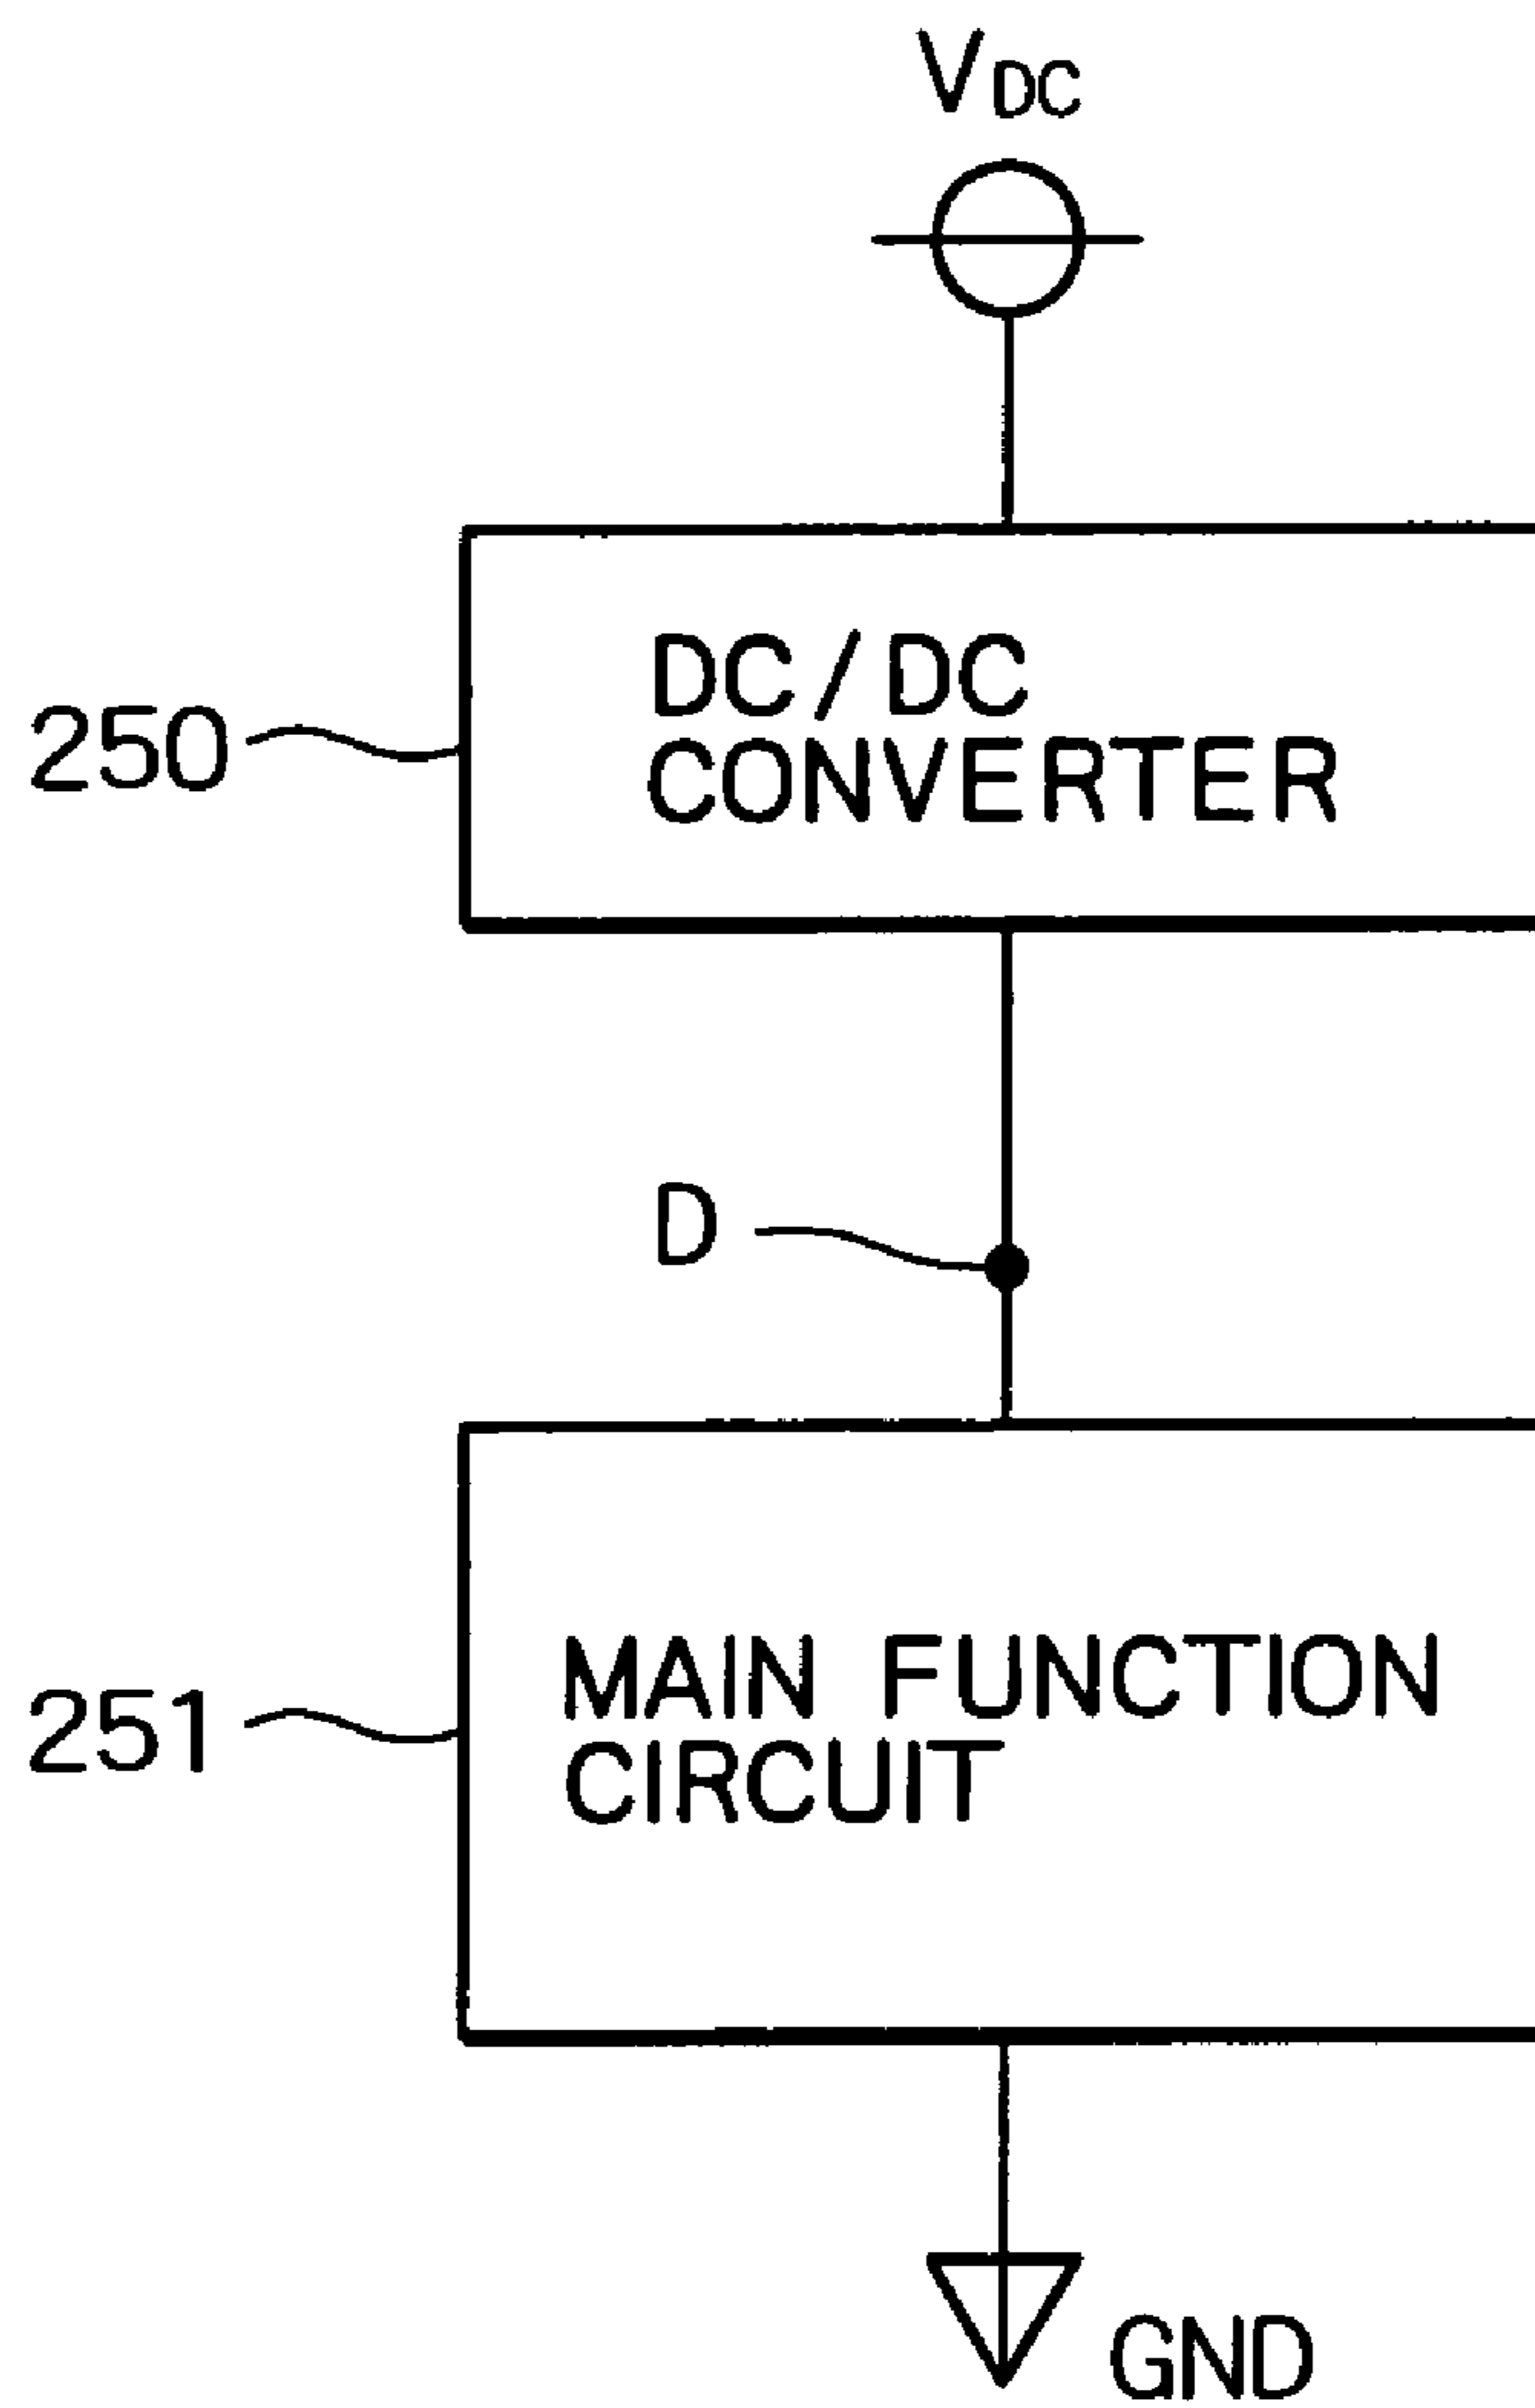 VDC
DC/DC
CONVERTER
250
D
MAIN FUNCTION
CIRCUIT
251
GND